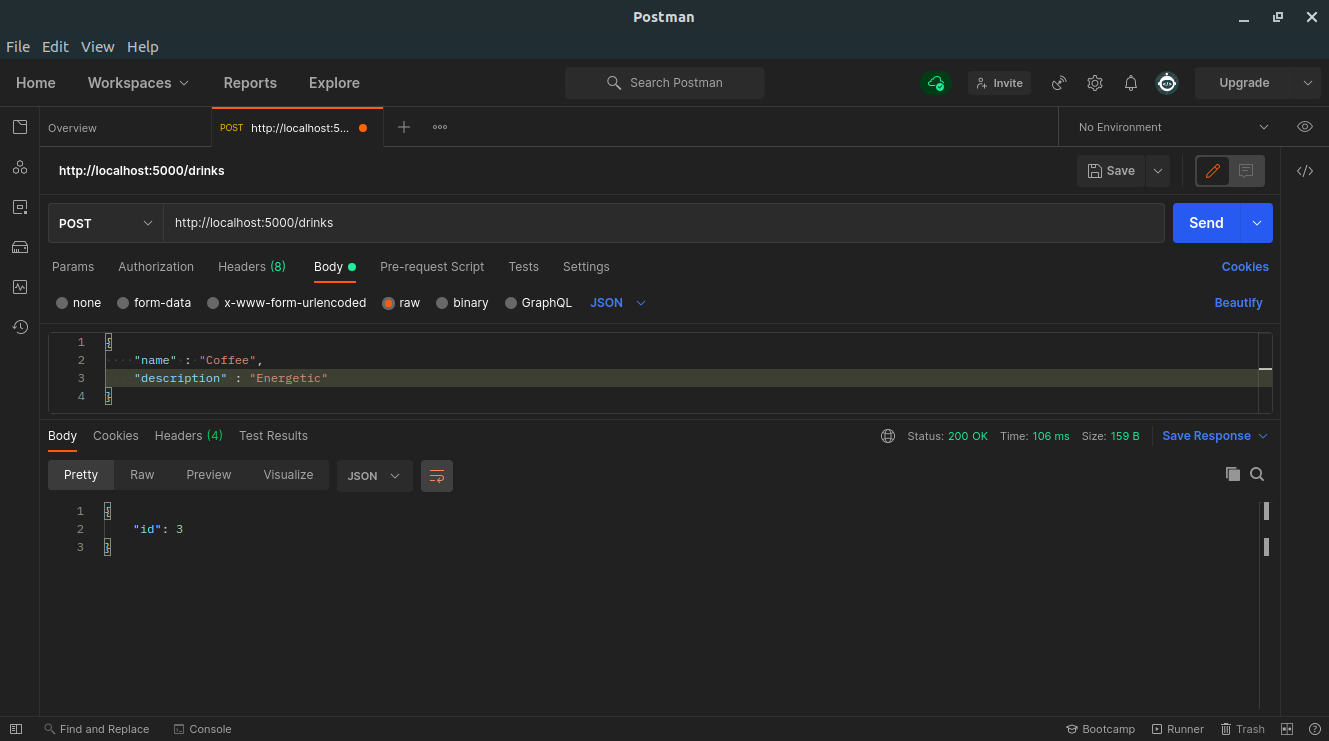 Postman
File Edit View Help
Home Workspaces Reports Explore Search Postman Invite Upgrade
Overview POST http://localhost:5... No Environment
http://localhost:5000/drinks Save
POST http://localhost:5000/drinks Send
Params Authorization Headers (8) Body Pre-request Script Tests Settings Cookies
none form-data x-www-form-urlencoded raw binary GraphQL JSON Beautify
1 {
2 "name" : "Coffee",
3 "description" : "Energetic"
4 }
Body Cookies Headers (4) Test Results Status: 200 OK Time: 106 ms Size: 159 B Save Response
Pretty Raw Preview Visualize JSON
1 {
2 "id": 3
3 }
Find and Replace Console Bootcamp Runner Trash